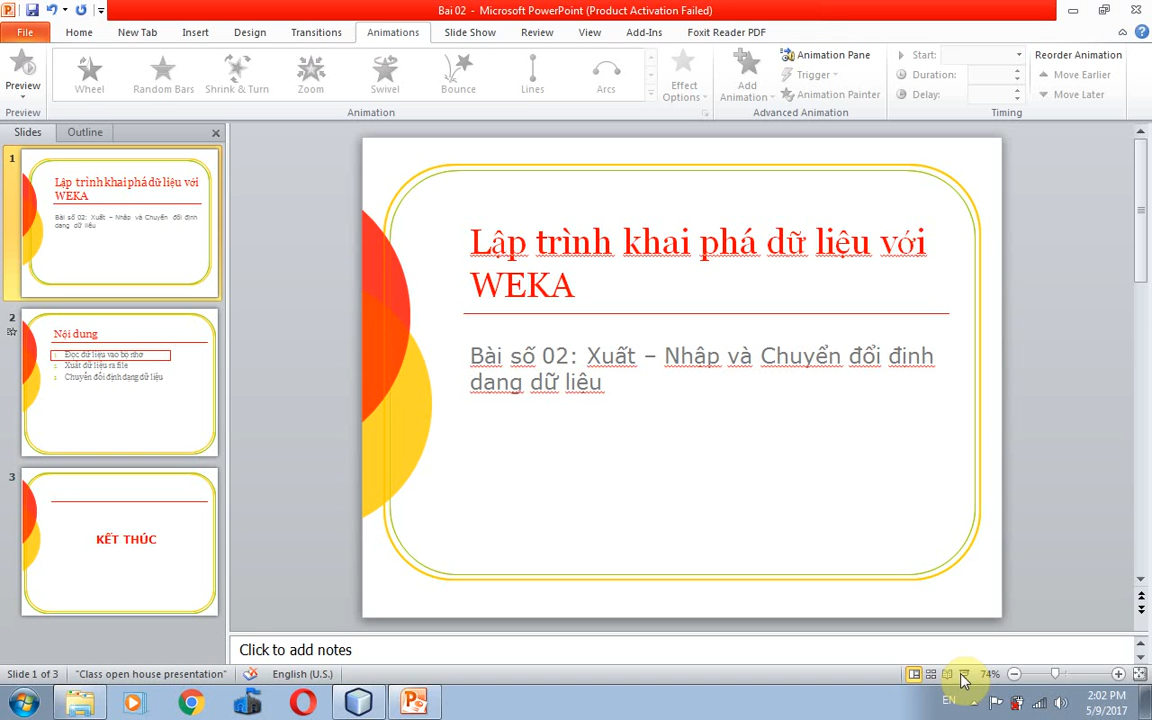 Bai 02 - Microsoft PowerPoint (Product Activation Failed)
File Home New Tab Insert Design Transitions Animations Slide Show Review View Add-Ins Foxit Reader PDF
Preview
Wheel Random Bars Shrink & Turn Zoom Swivel Bounce Lines Arcs
Effect Options
Add Animation
Animation Pane
Trigger
Animation Painter
Start:
Duration:
Delay:
Reorder Animation
Move Earlier
Move Later
Preview Animation Advanced Animation Timing
Slides Outline
1
Lập trình khai phá dữ liệu với
WEKA
Bài số 02: Xuất – Nhập và Chuyển đổi định
dạng dữ liệu
2
Nội dung
1. Đọc dữ liệu vào bộ nhớ
2. Xuất dữ liệu ra file
3. Chuyển đổi định dạng dữ liệu
3
KẾT THÚC
Lập trình khai phá dữ liệu với
WEKA
Bài số 02: Xuất – Nhập và Chuyển đổi định
dạng dữ liệu
Click to add notes
Slide 1 of 3 "Class open house presentation" English (U.S.) 74%
EN
2:02 PM
5/9/2017